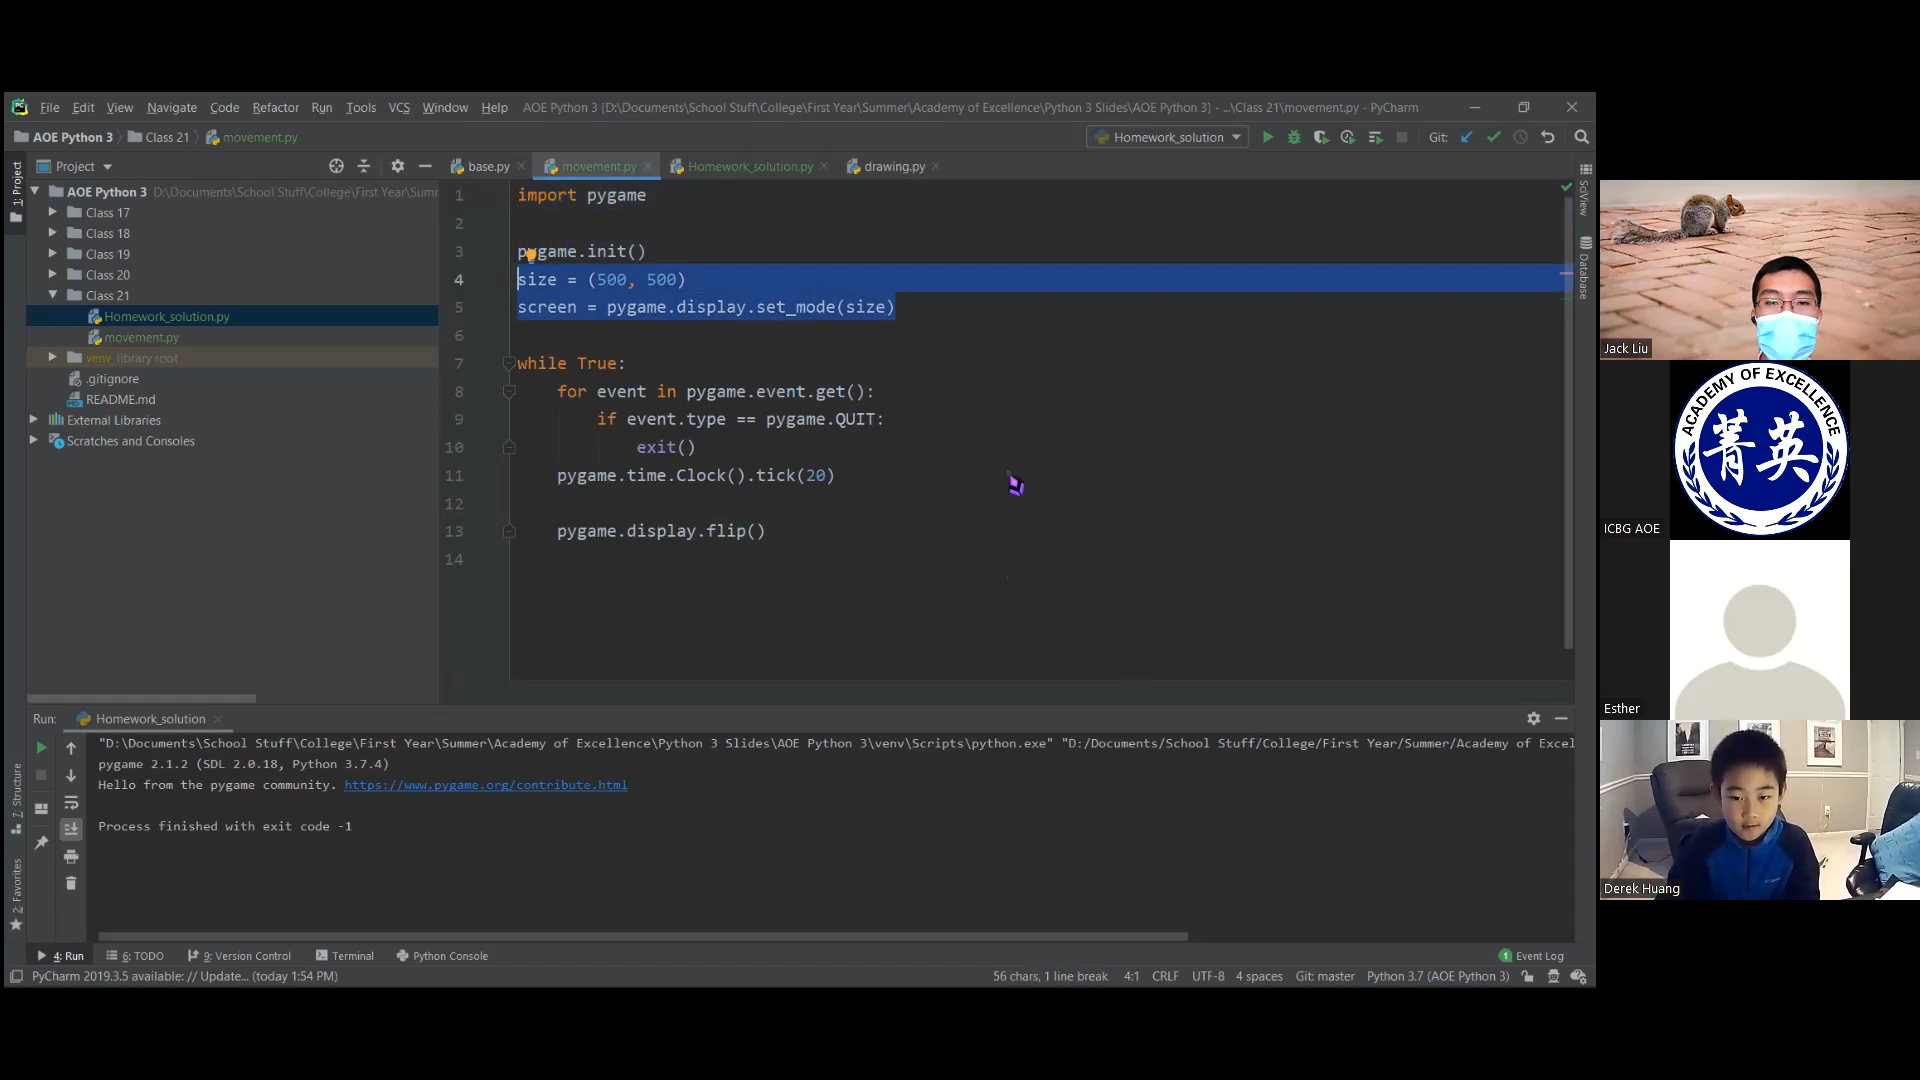 File Edit View Navigate Code Refactor Run Tools VCS Window Help AOE Python 3 [D:\Documents\School Stuff\College\First Year\Summer\Academy of Excellence\Python 3 Slides\AOE Python 3] - ...\Class 21\movement.py - PyCharm
AOE Python 3 Class 21 movement.py Homework_solution Git:
Project base.py movement.py Homework_solution.py drawing.py
1: Project
AOE Python 3 D:\Documents\School Stuff\College\First Year\Sum
Class 17
Class 18
Class 19
Class 20
Class 21
Homework_solution.py
movement.py
venv library root
.gitignore
README.md
External Libraries
Scratches and Consoles
1 import pygame
2
3 pygame.init()
4 size = (500, 500)
5 screen = pygame.display.set_mode(size)
6
7 while True:
8 for event in pygame.event.get():
9 if event.type == pygame.QUIT:
10 exit()
11 pygame.time.Clock().tick(20)
12
13 pygame.display.flip()
14
SciView
Database
Run: Homework_solution
"D:\Documents\School Stuff\College\First Year\Summer\Academy of Excellence\Python 3 Slides\AOE Python 3\venv\Scripts\python.exe" "D:/Documents/School Stuff/College/First Year/Summer/Academy of Excel
pygame 2.1.2 (SDL 2.0.18, Python 3.7.4)
Hello from the pygame community. https://www.pygame.org/contribute.html
Process finished with exit code -1
7: Structure
2: Favorites
4: Run 6: TODO 9: Version Control Terminal Python Console 1 Event Log
PyCharm 2019.3.5 available: // Update... (today 1:54 PM) 56 chars, 1 line break 4:1 CRLF UTF-8 4 spaces Git: master Python 3.7 (AOE Python 3)
Jack Liu
ACADEMY OF EXCELLENCE
菁英
ICBG AOE
Esther
Derek Huang